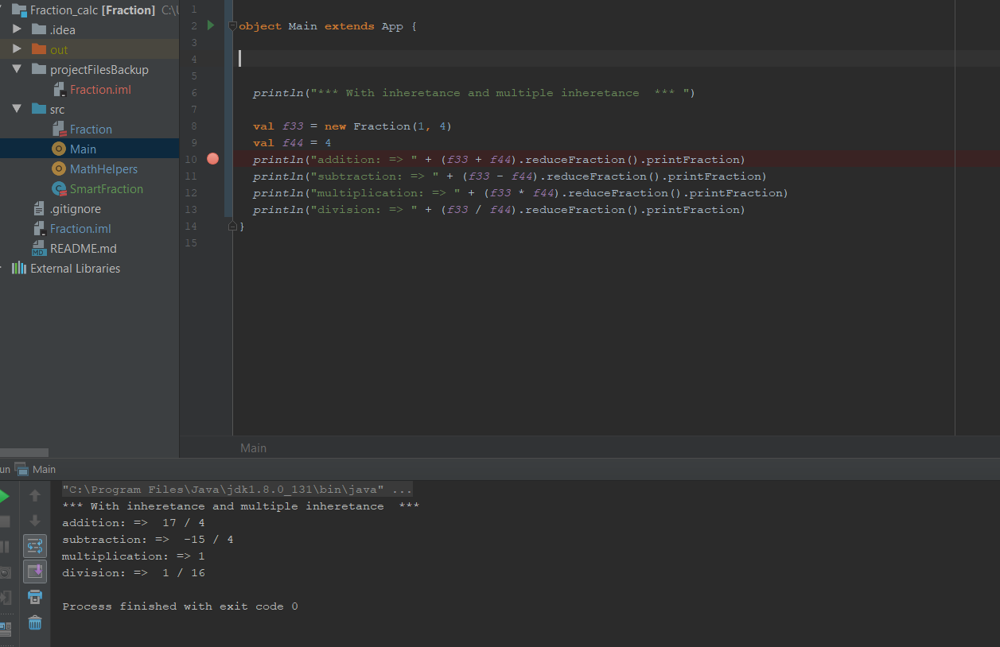 Fraction_calc [Fraction] C:\
.idea
out
projectFilesBackup
Fraction.iml
src
Fraction
Main
MathHelpers
SmartFraction
.gitignore
Fraction.iml
README.md
External Libraries
1
2 object Main extends App {
3
4
5
6 println("*** With inheretance and multiple inheretance  *** ")
7
8 val f33 = new Fraction(1, 4)
9 val f44 = 4
10 println("addition: => " + (f33 + f44).reduceFraction().printFraction)
11 println("subtraction: => " + (f33 - f44).reduceFraction().printFraction)
12 println("multiplication: => " + (f33 * f44).reduceFraction().printFraction)
13 println("division: => " + (f33 / f44).reduceFraction().printFraction)
14 }
15
Main
un Main
"C:\Program Files\Java\jdk1.8.0_131\bin\java" ...
*** With inheretance and multiple inheretance  ***
addition: =>  17 / 4
subtraction: =>  -15 / 4
multiplication: => 1
division: =>  1 / 16
Process finished with exit code 0